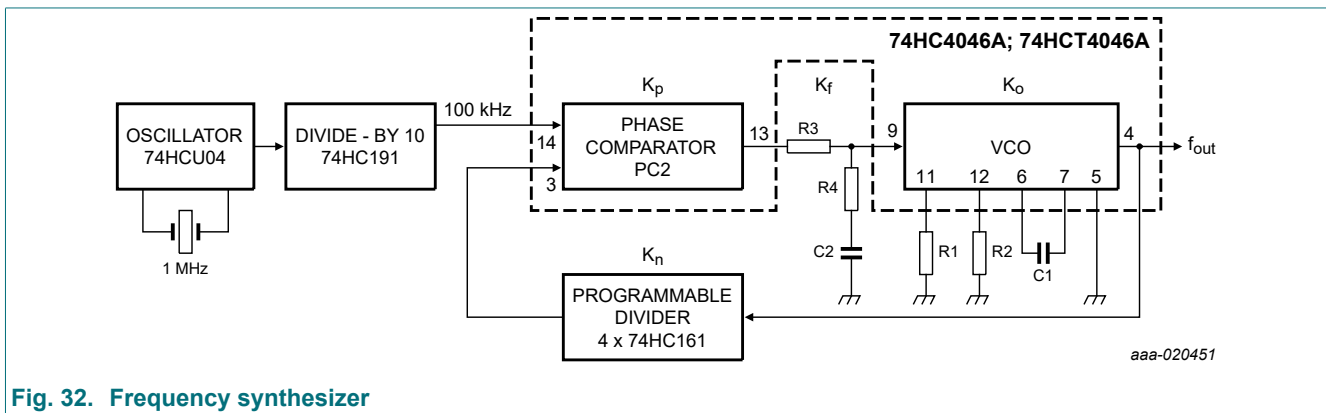 74HC4046A; 74HCT4046A
Kp
Kf
Ko
100 kHz
OSCILLATOR
74HCU04
DIVIDE - BY 10
74HC191
14
3
PHASE
COMPARATOR
PC2
13
R3
9
VCO
4
fout
11
12
6
7
5
R4
C2
R1
R2
C1
1 MHz
Kn
PROGRAMMABLE
DIVIDER
4 x 74HC161
aaa-020451
Fig. 32. Frequency synthesizer